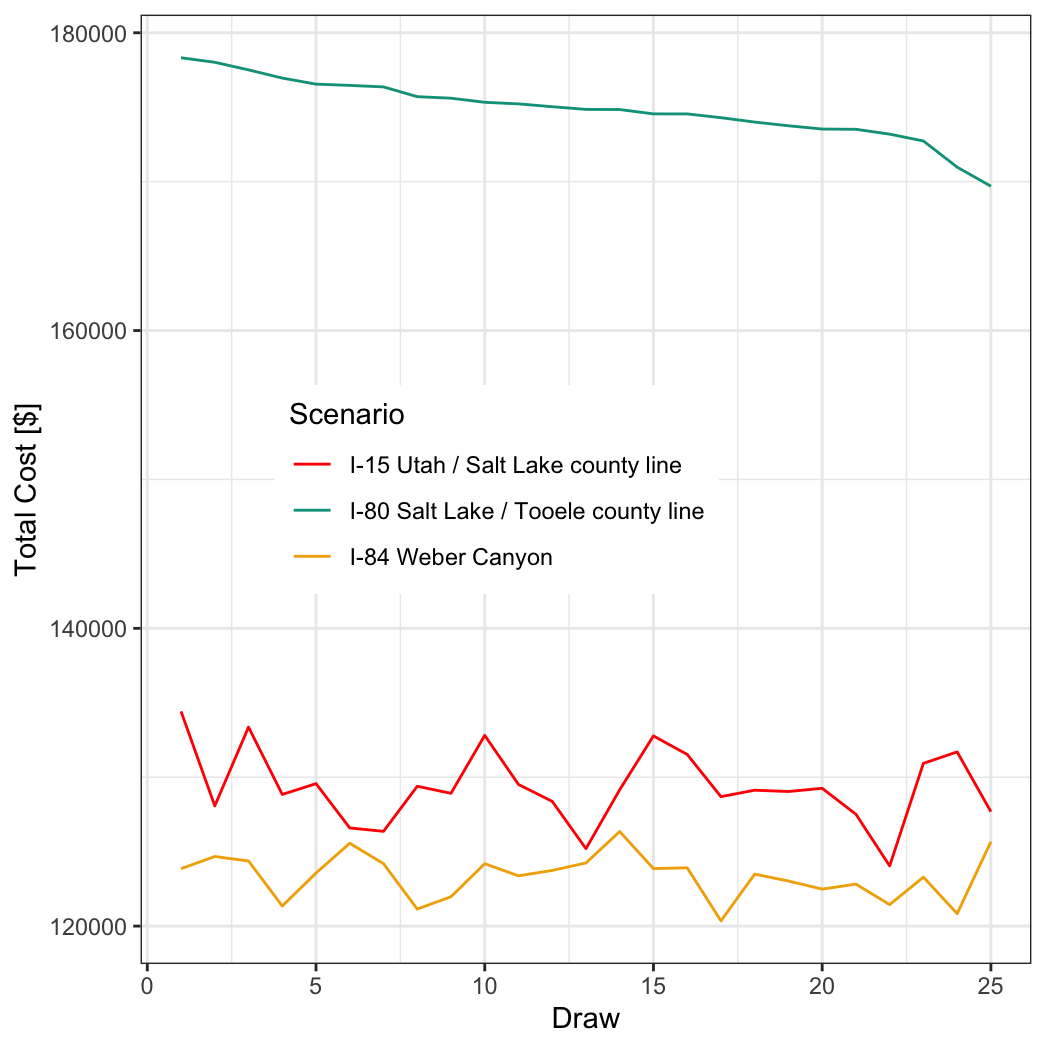 180000
160000
140000
120000
Total Cost [$]
Scenario
I-15 Utah / Salt Lake county line
I-80 Salt Lake / Tooele county line
I-84 Weber Canyon
0 5 10 15 20 25
Draw